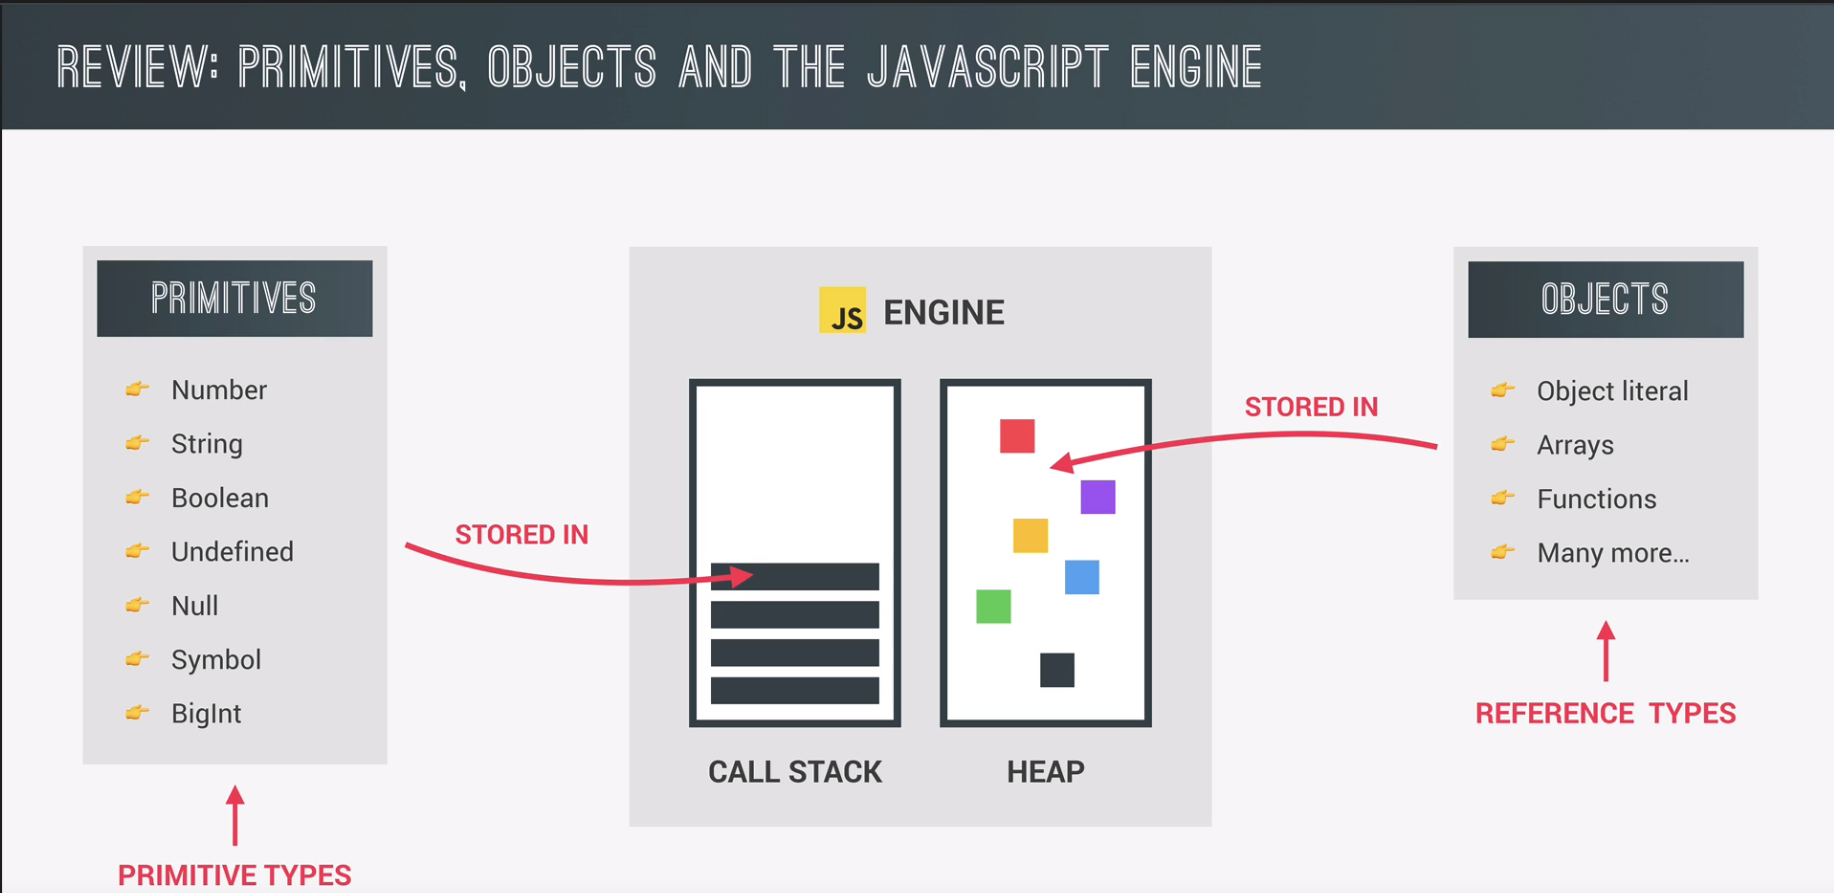 REVIEW: PRIMITIVES, OBJECTS AND THE JAVASCRIPT ENGINE
PRIMITIVES
Number
String
Boolean
Undefined
Null
Symbol
BigInt
PRIMITIVE TYPES
STORED IN
JS ENGINE
CALL STACK
HEAP
STORED IN
OBJECTS
Object literal
Arrays
Functions
Many more...
REFERENCE TYPES